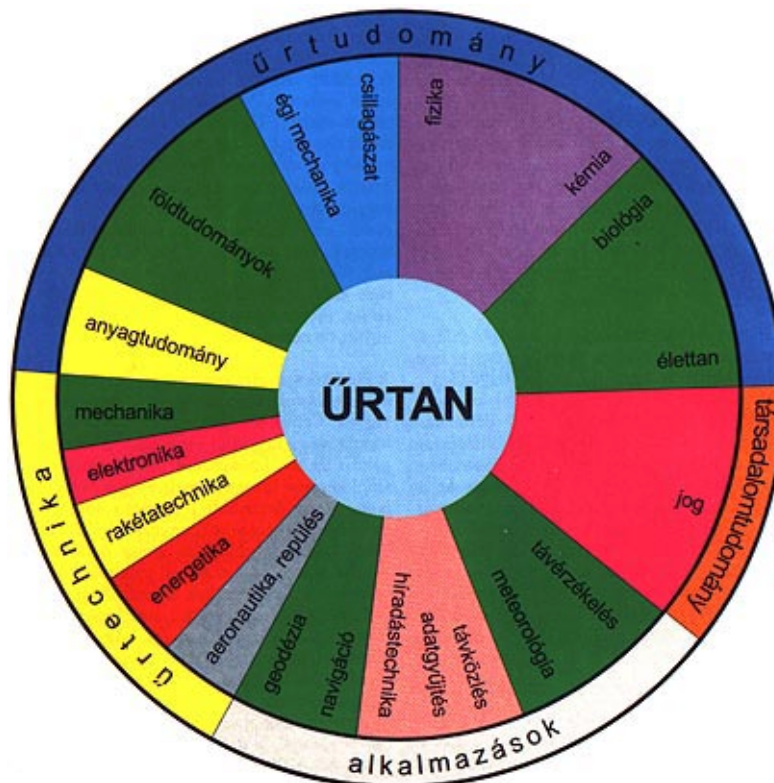 űrtudomány
égi mechanika
csillagászat
fizika
kémia
biológia
élettan
földtudományok
anyagtudomány
ŰRTAN
mechanika
elektronika
rakétatechnika
energetika
aeronautika, repülés
űrtechnika
geodézia
navigáció
híradástechnika
adatgyűjtés
távközlés
meteorológia
távérzékelés
alkalmazások
jog
társadalomtudomány